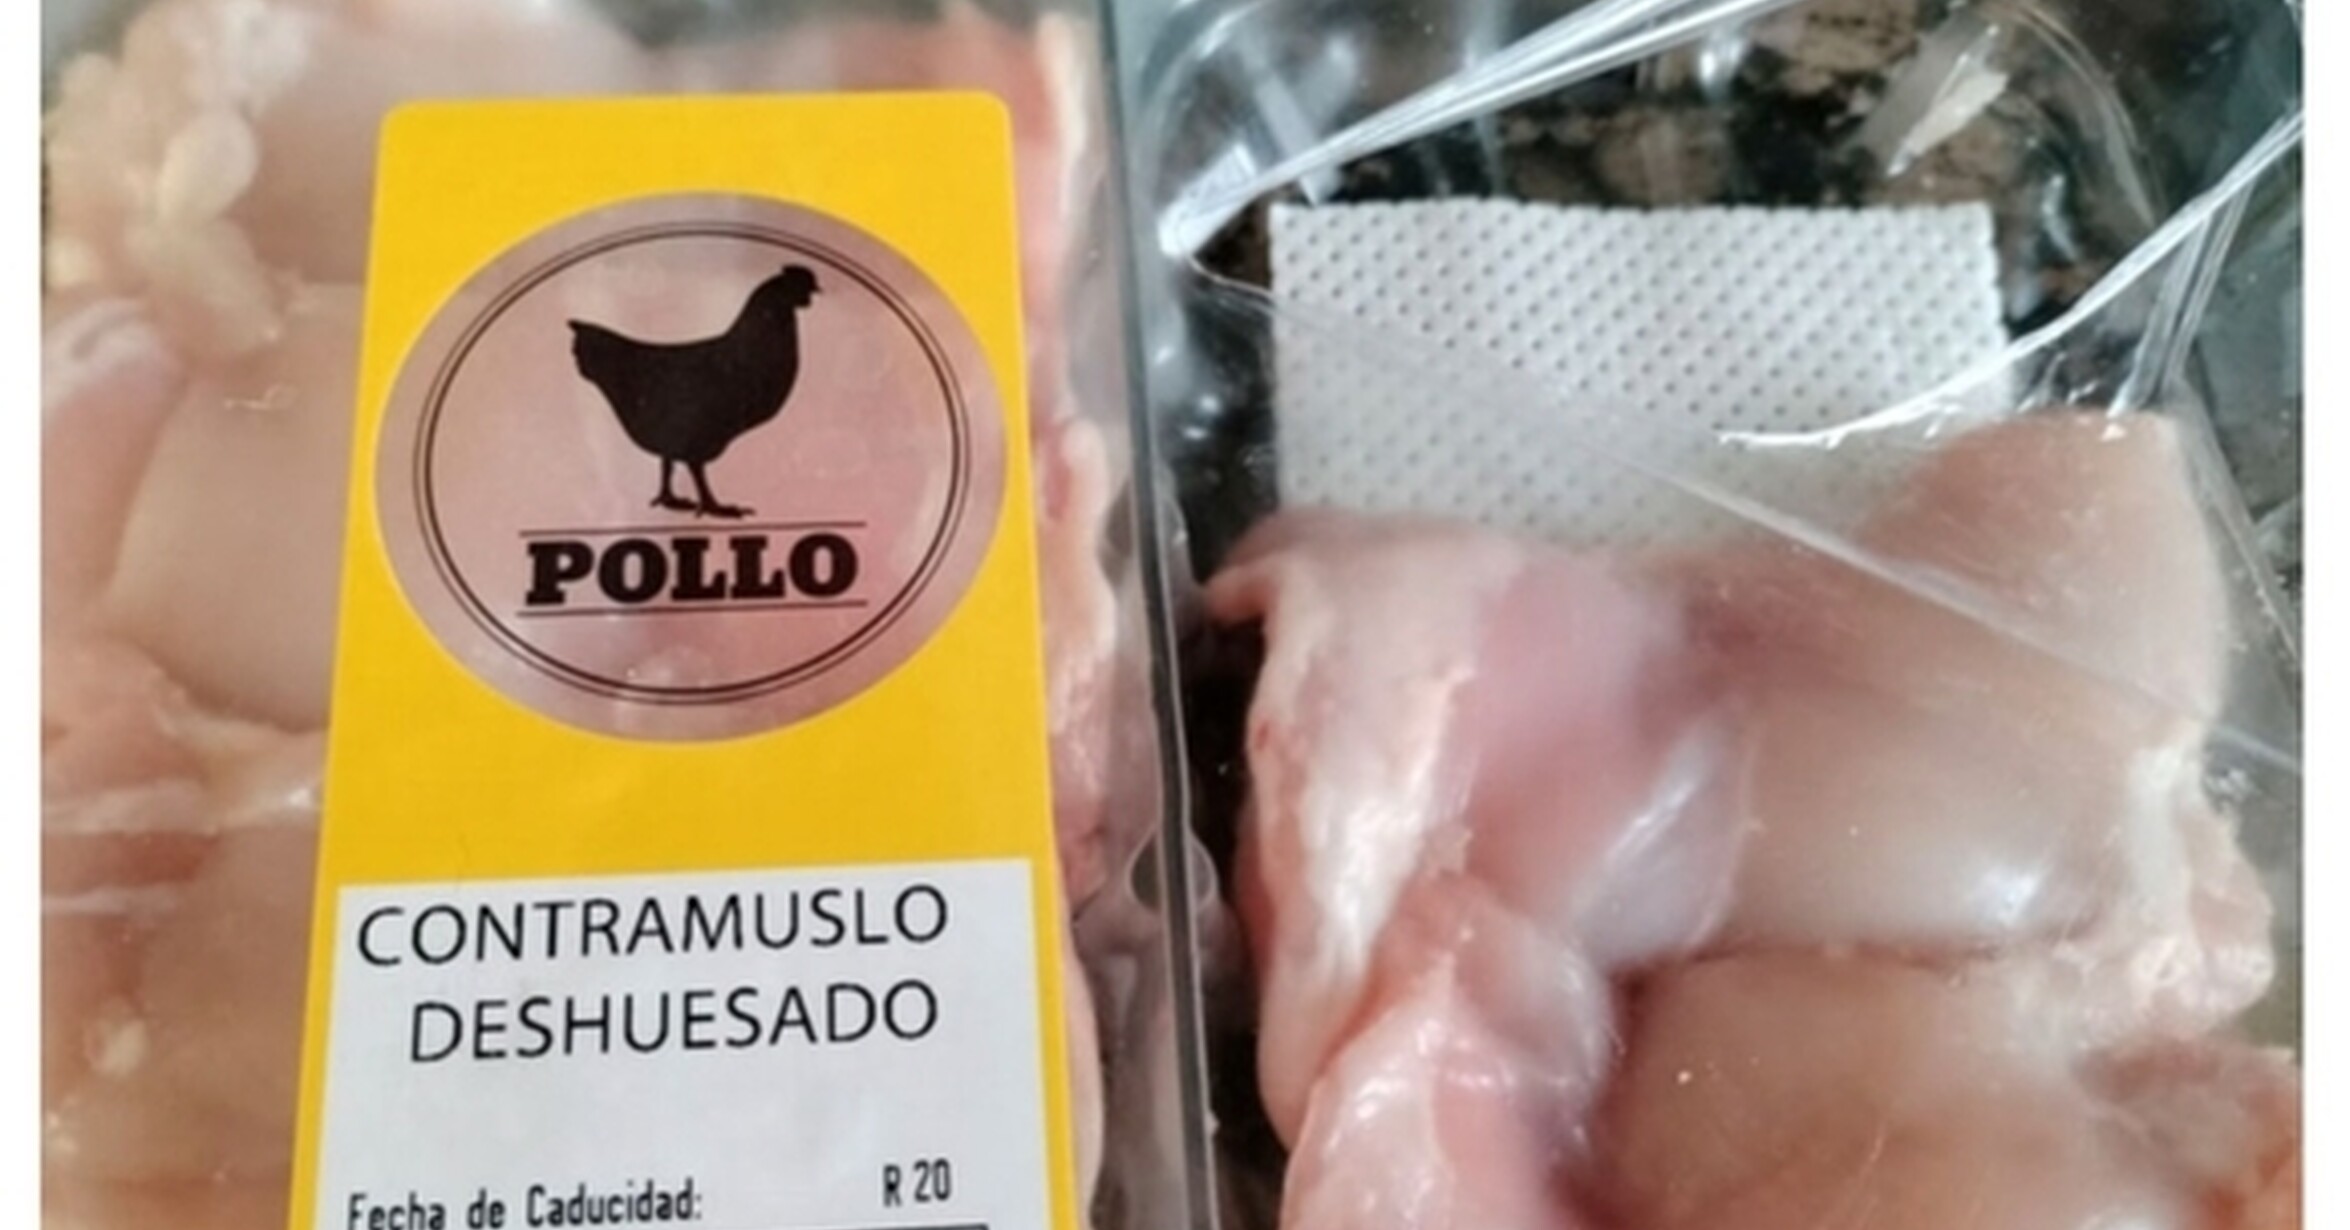 POLLO
CONTRAMUSLO
DESHUESADO
Fecha de Caducidad: R 20